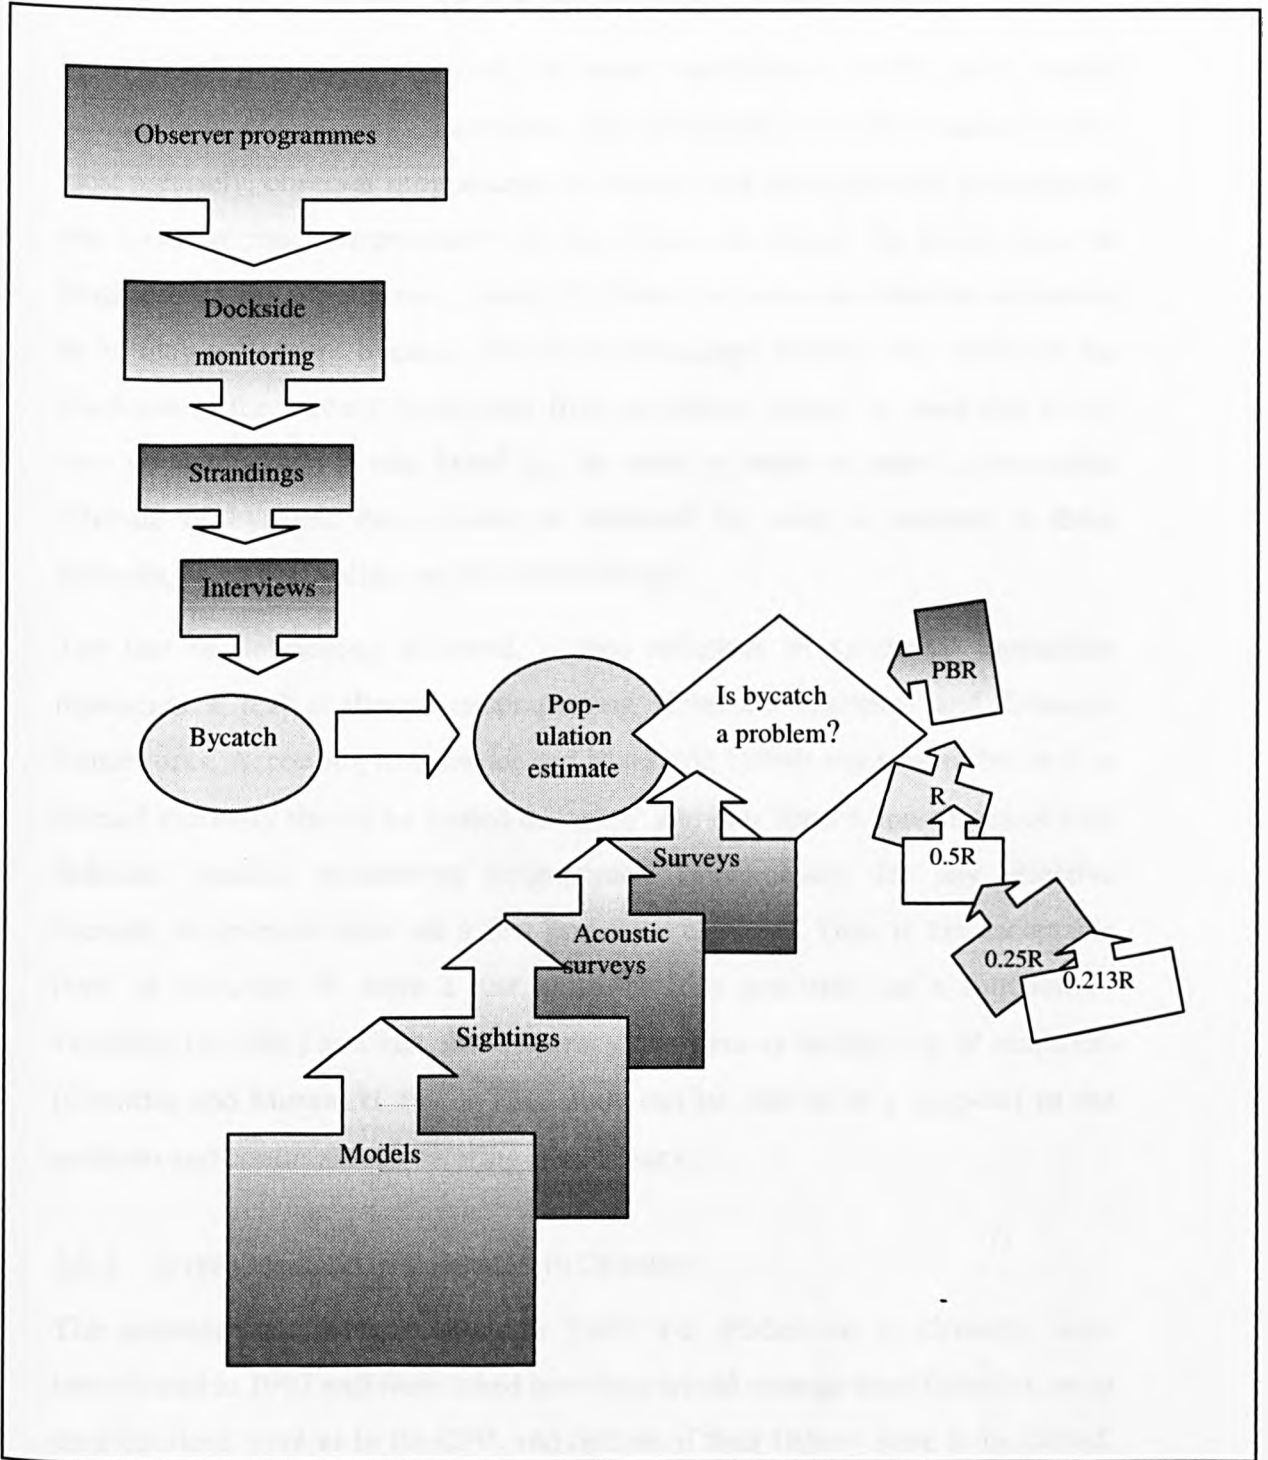 Observer programmes
Dockside
monitoring
Strandings
Interviews
Bycatch
Pop-
ulation
estimate
Is bycatch
a problem?
PBR
R
0.5R
0.25R
0.213R
Surveys
Acoustic
surveys
Sightings
Models